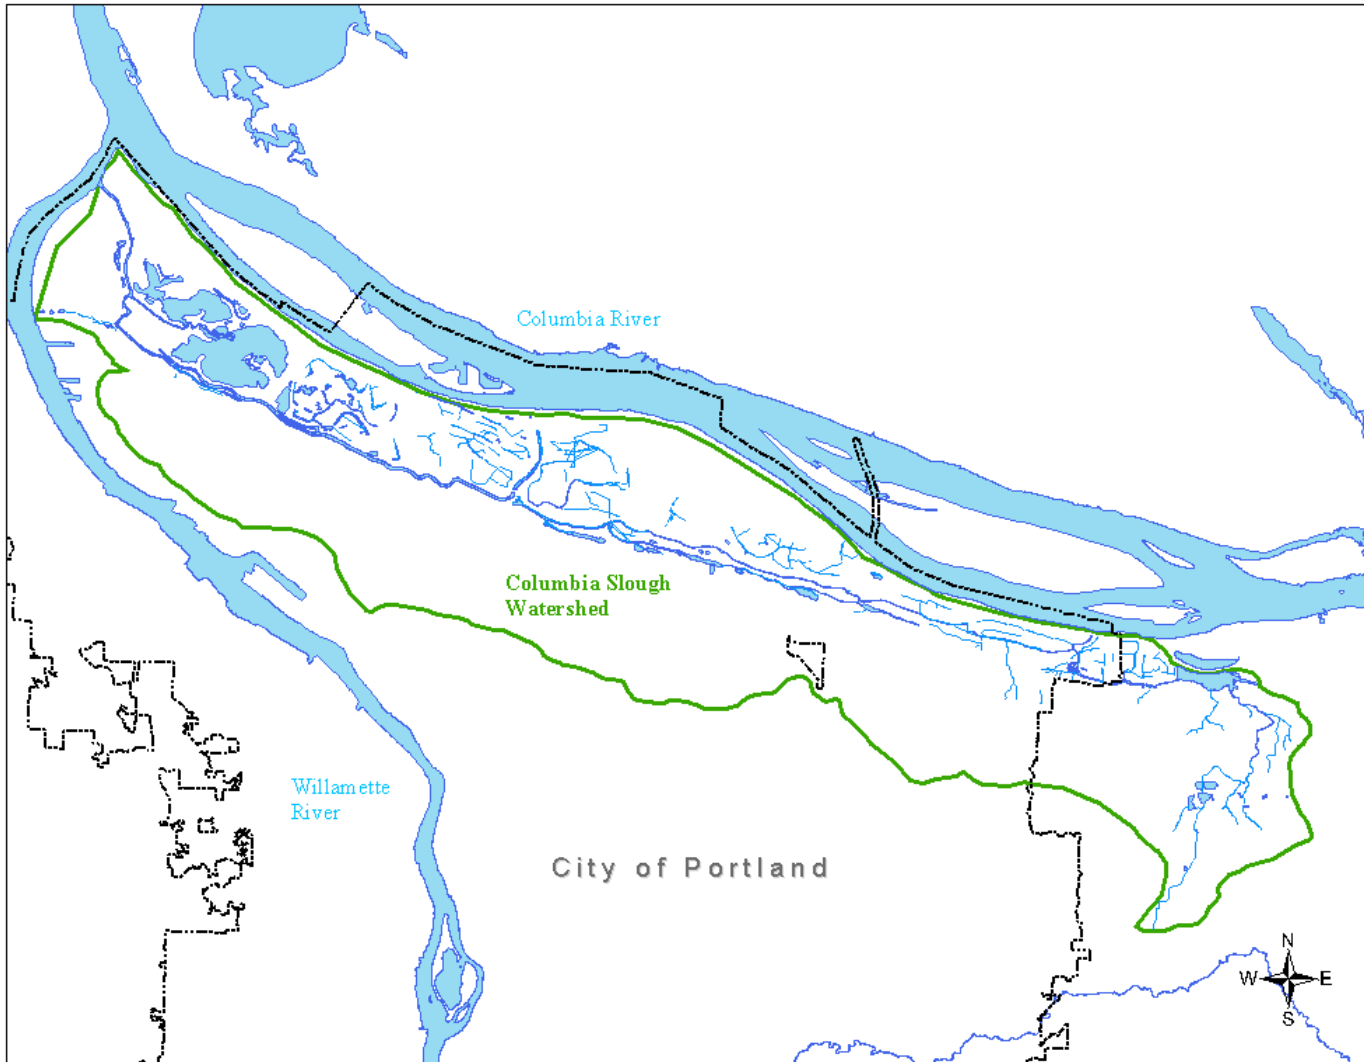 Columbia River
Columbia Slough
Watershed
Willamette
River
City of Portland
N
W E
S